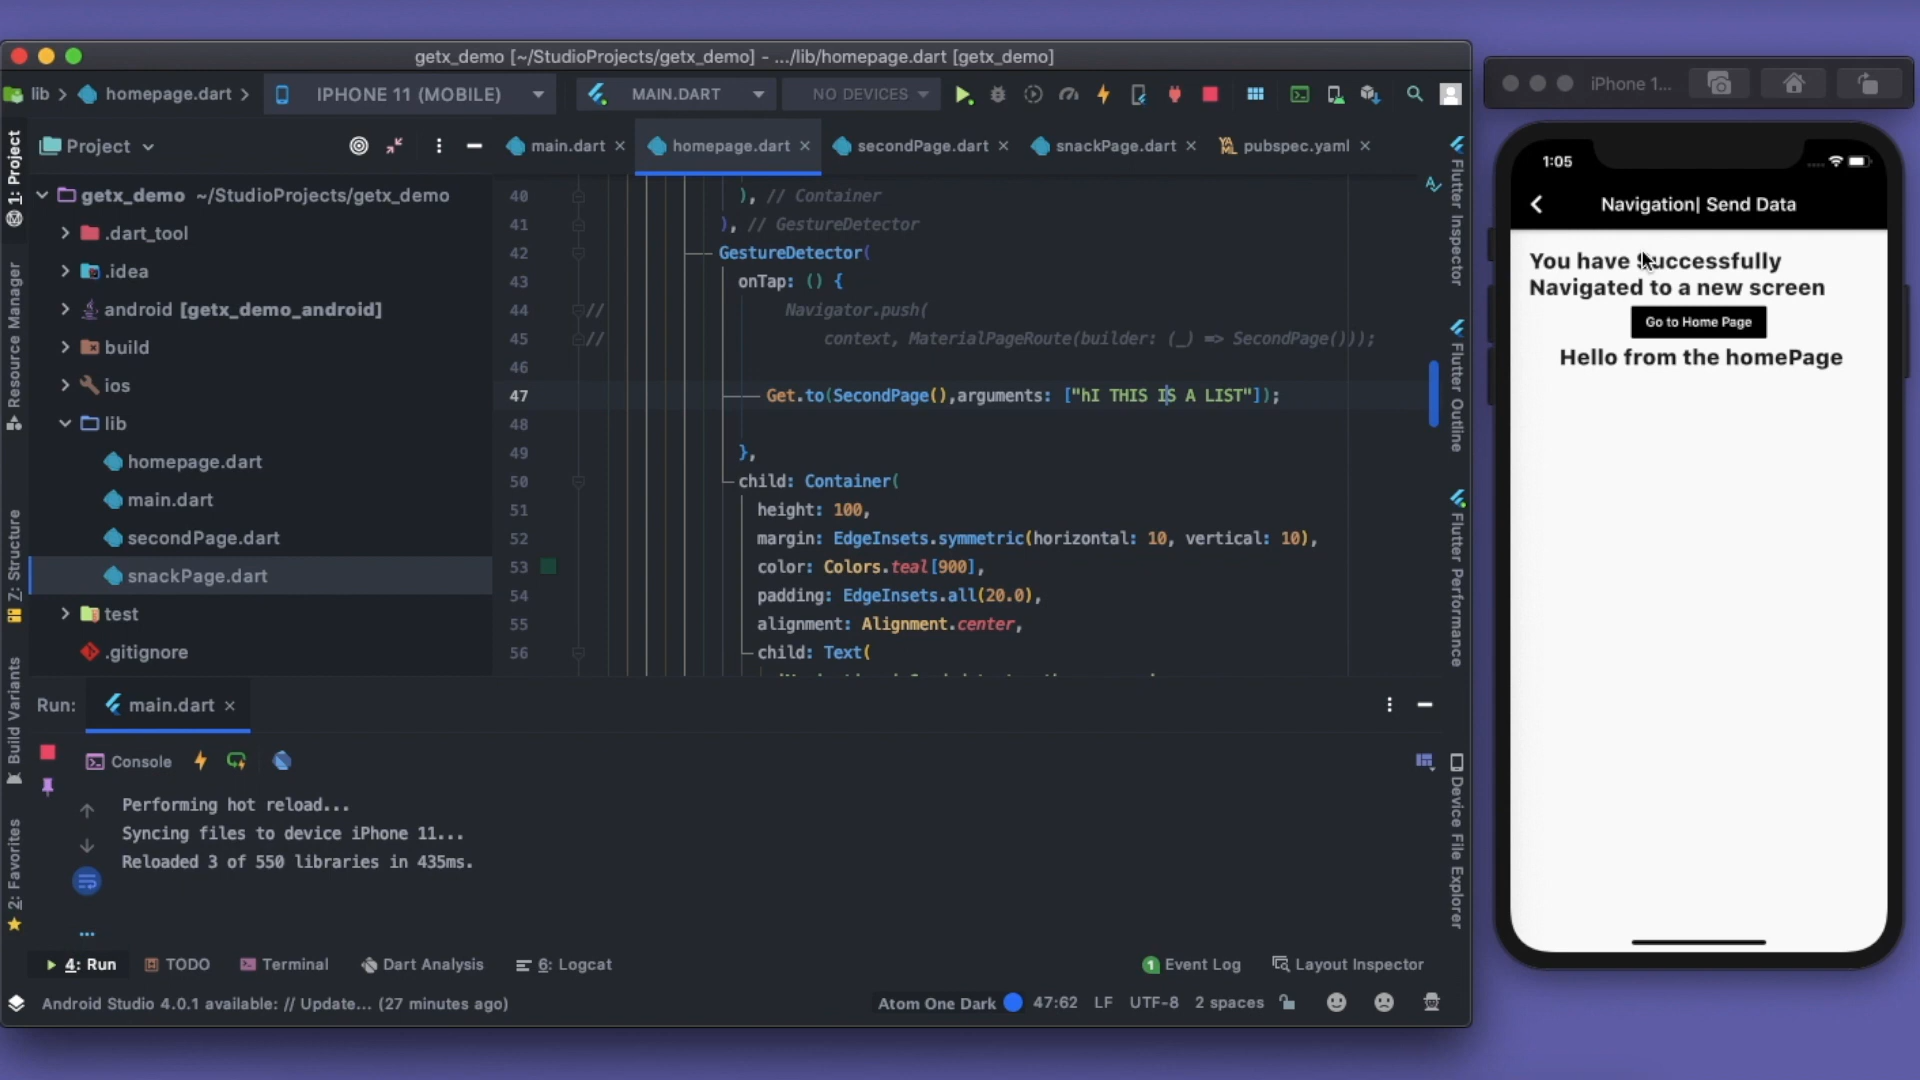 getx_demo [~/StudioProjects/getx_demo] - .../lib/homepage.dart [getx_demo]
lib
homepage.dart
IPHONE 11 (MOBILE)
MAIN.DART
NO DEVICES
Project
main.dart
homepage.dart
secondPage.dart
snackPage.dart
pubspec.yaml
1: Project
Resource Manager
Z: Structure
Build Variants
2: Favorites
getx_demo ~/StudioProjects/getx_demo
.dart_tool
.idea
android [getx_demo_android]
build
ios
lib
homepage.dart
main.dart
secondPage.dart
snackPage.dart
test
.gitignore
40 ), // Container
41 ), // GestureDetector
42 GestureDetector(
43 onTap: () {
44 // Navigator.push(
45 // context, MaterialPageRoute(builder: (_) => SecondPage()));
46
47 Get.to(SecondPage(),arguments: ["hI THIS IS A LIST"]);
48
49 },
50 child: Container(
51 height: 100,
52 margin: EdgeInsets.symmetric(horizontal: 10, vertical: 10),
53 color: Colors.teal[900],
54 padding: EdgeInsets.all(20.0),
55 alignment: Alignment.center,
56 child: Text(
Flutter Inspector
Flutter Outline
Flutter Performance
Device File Explorer
Run:
main.dart
Console
Performing hot reload...
Syncing files to device iPhone 11...
Reloaded 3 of 550 libraries in 435ms.
4: Run
TODO
Terminal
Dart Analysis
6: Logcat
1 Event Log
Layout Inspector
Android Studio 4.0.1 available: // Update... (27 minutes ago)
Atom One Dark
47:62
LF
UTF-8
2 spaces
iPhone 1...
1:05
Navigation| Send Data
You have Successfully
Navigated to a new screen
Go to Home Page
Hello from the homePage